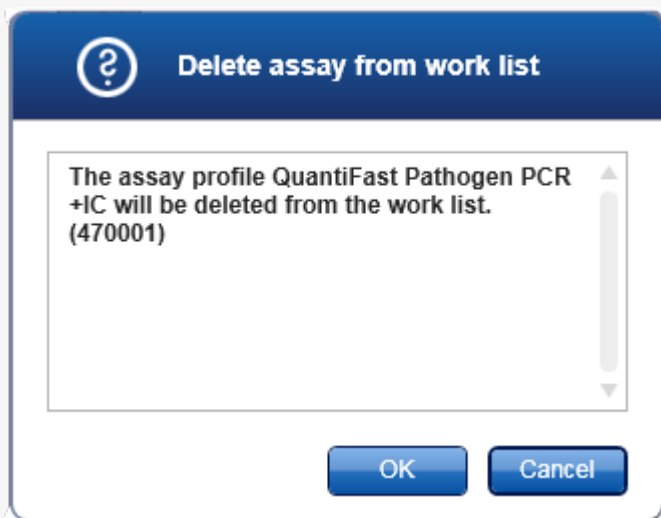 Delete assay from work list
The assay profile QuantiFast Pathogen PCR
+IC will be deleted from the work list.
(470001)
OK
Cancel